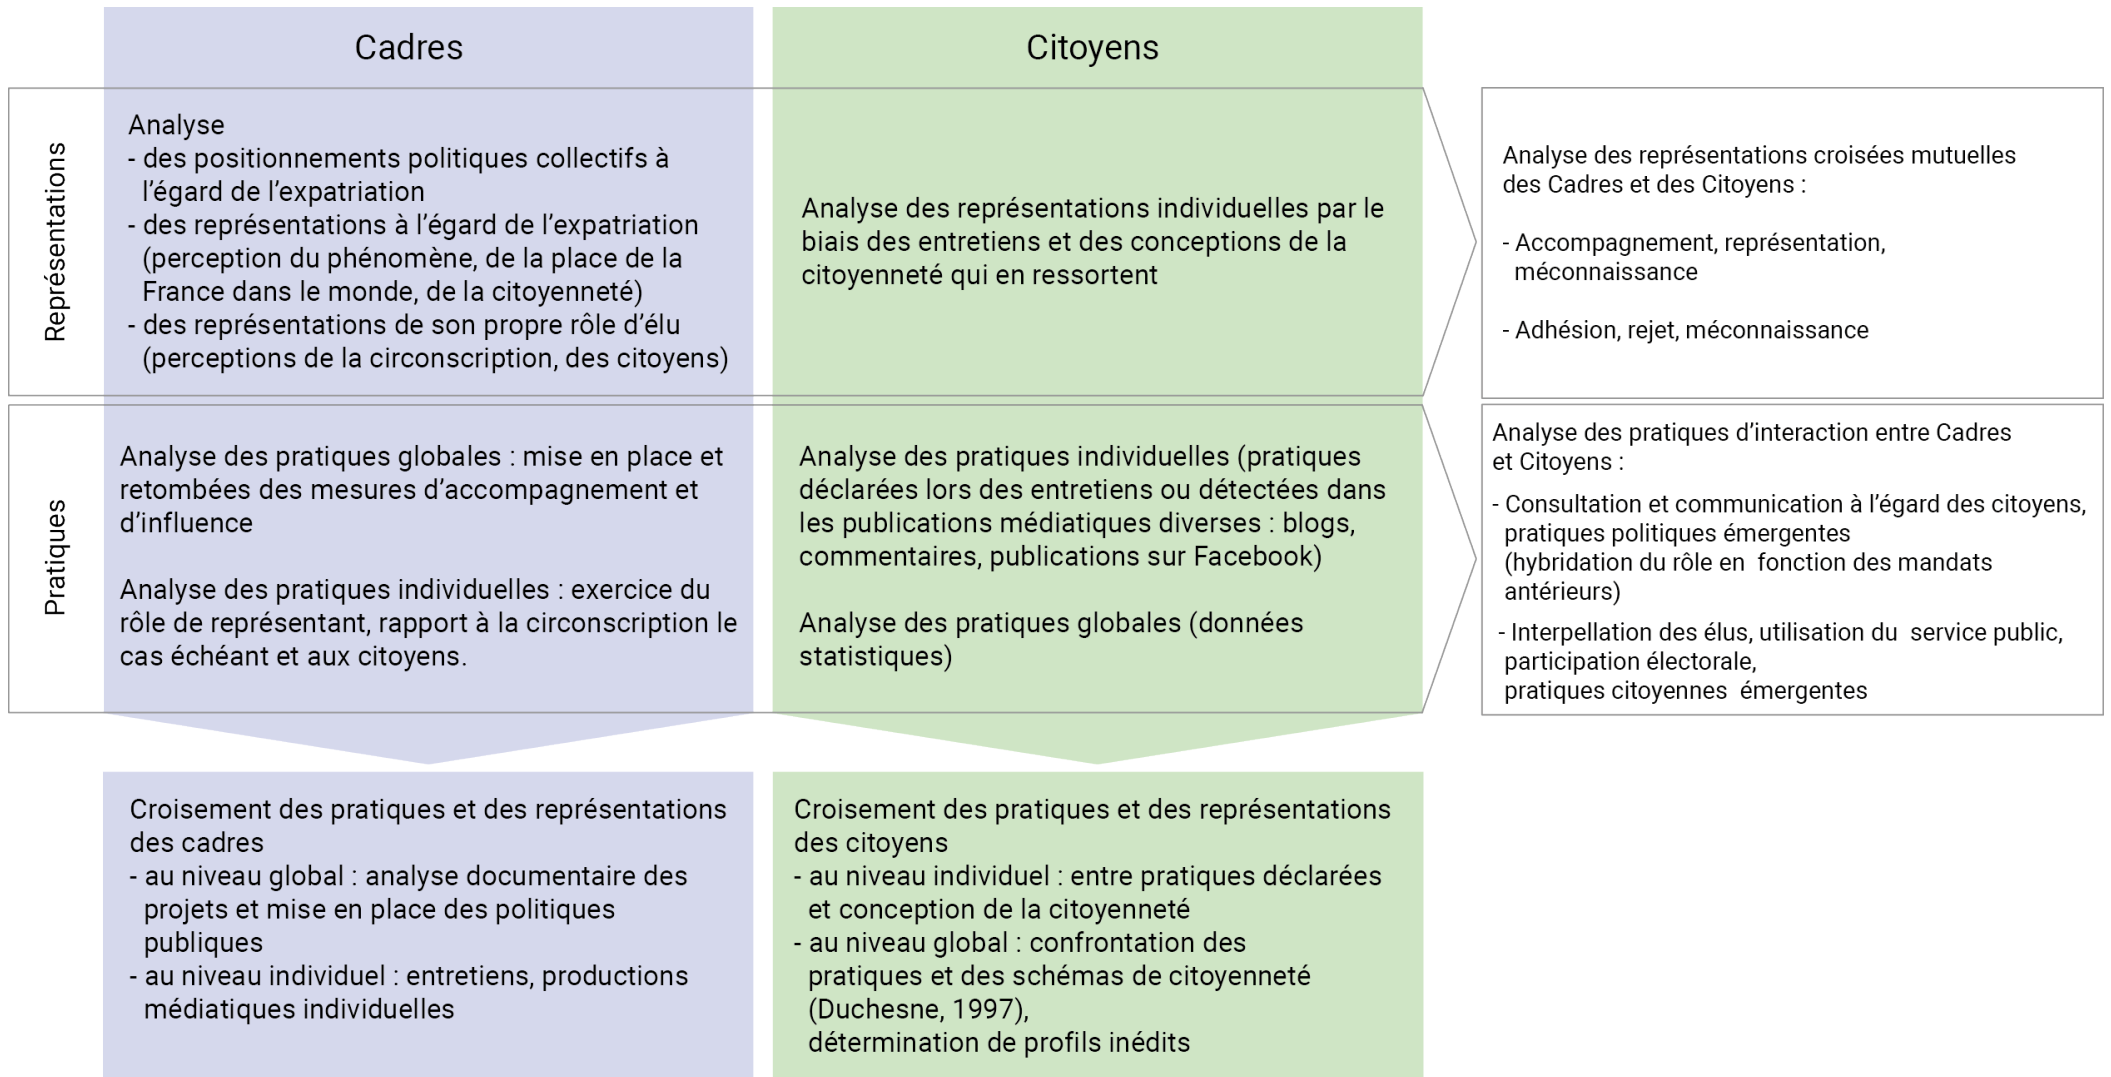 Cadres
Citoyens
Représentations
Analyse
- des positionnements politiques collectifs à
l’égard de l’expatriation
- des représentations à l’égard de l’expatriation
(perception du phénomène, de la place de la
France dans le monde, de la citoyenneté)
- des représentations de son propre rôle d’élu
(perceptions de la circonscription, des citoyens)
Analyse des représentations individuelles par le
biais des entretiens et des conceptions de la
citoyenneté qui en ressortent
Analyse des représentations croisées mutuelles
des Cadres et des Citoyens :
- Accompagnement, représentation,
méconnaissance
- Adhésion, rejet, méconnaissance
Pratiques
Analyse des pratiques globales : mise en place et
retombées des mesures d’accompagnement et
d’influence
Analyse des pratiques individuelles : exercice du
rôle de représentant, rapport à la circonscription le
cas échéant et aux citoyens.
Analyse des pratiques individuelles (pratiques
déclarées lors des entretiens ou détectées dans
les publications médiatiques diverses : blogs,
commentaires, publications sur Facebook)
Analyse des pratiques globales (données
statistiques)
Analyse des pratiques d’interaction entre Cadres
et Citoyens :
- Consultation et communication à l’égard des citoyens,
pratiques politiques émergentes
(hybridation du rôle en fonction des mandats
antérieurs)
- Interpellation des élus, utilisation du service public,
participation électorale,
pratiques citoyennes émergentes
Croisement des pratiques et des représentations
des cadres
- au niveau global : analyse documentaire des
projets et mise en place des politiques
publiques
- au niveau individuel : entretiens, productions
médiatiques individuelles
Croisement des pratiques et des représentations
des citoyens
- au niveau individuel : entre pratiques déclarées
et conception de la citoyenneté
- au niveau global : confrontation des
pratiques et des schémas de citoyenneté
(Duchesne, 1997),
détermination de profils inédits